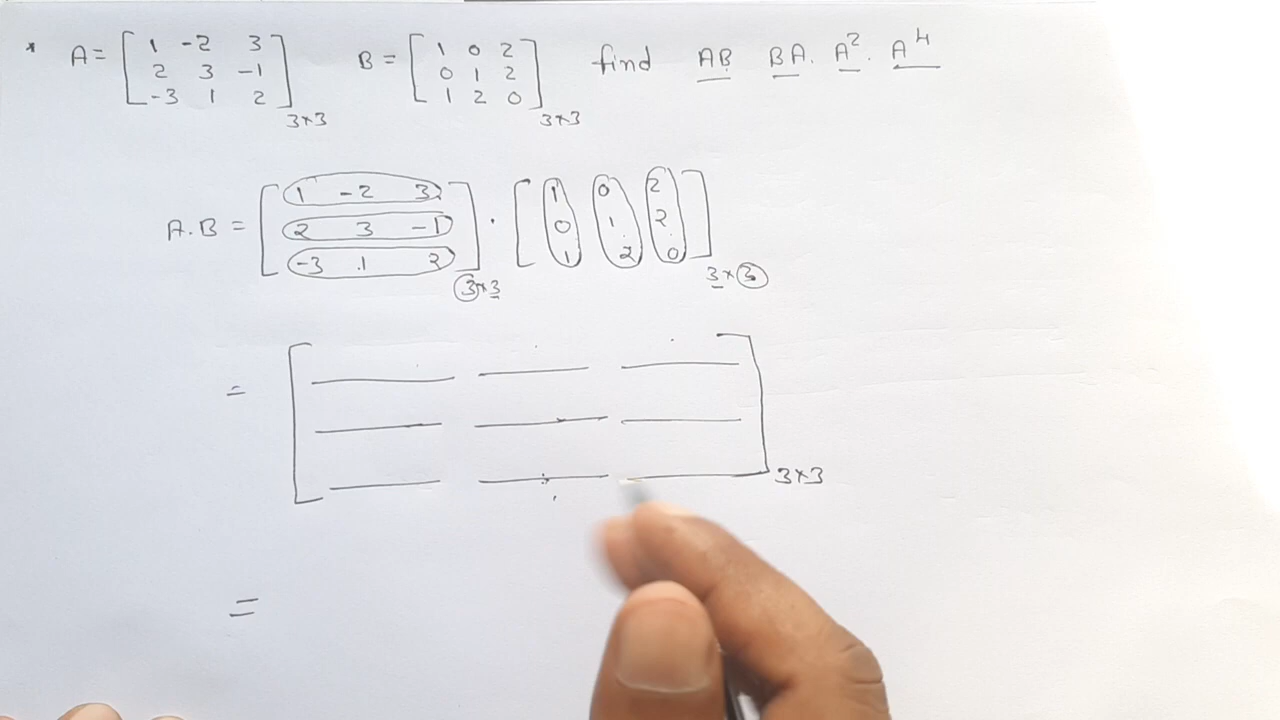 * A = [ 1 -2 3 B = [ 1 0 2 find AB BA. A². A⁴
2 3 -1 0 1 2
-3 1 2 ]3×3 1 2 0 ]3×3
[ 1 -2 3 ] [ 1 0 2 ]
A.B = 2 3 -1 . 0 1 2
-3 1 2 3×3 1 2 0 3×3
= [ ]3×3
=